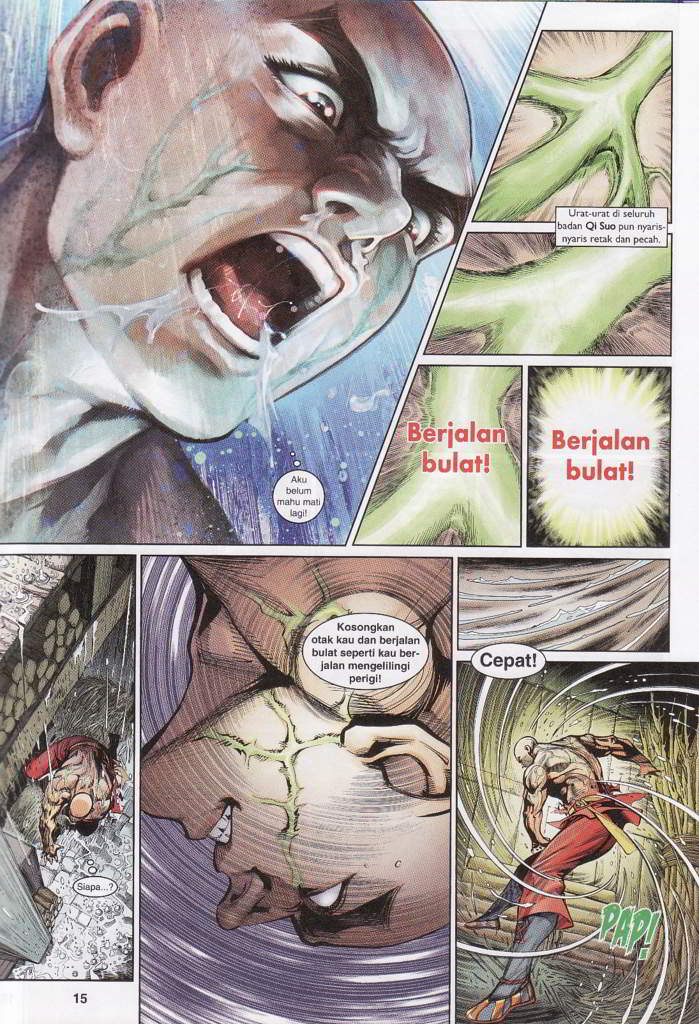 Urat-urat di seluruh
badan Qi Suo pun nyaris-
nyaris retak dan pecah.
Aku
belum
mahu mati
lagi!
Berjalan
bulat!
Berjalan
bulat!
Siapa...?
Kosongkan
otak kau dan berjalan
bulat seperti kau ber-
jalan mengelilingi
perigi!
Cepat!
PAP!
15